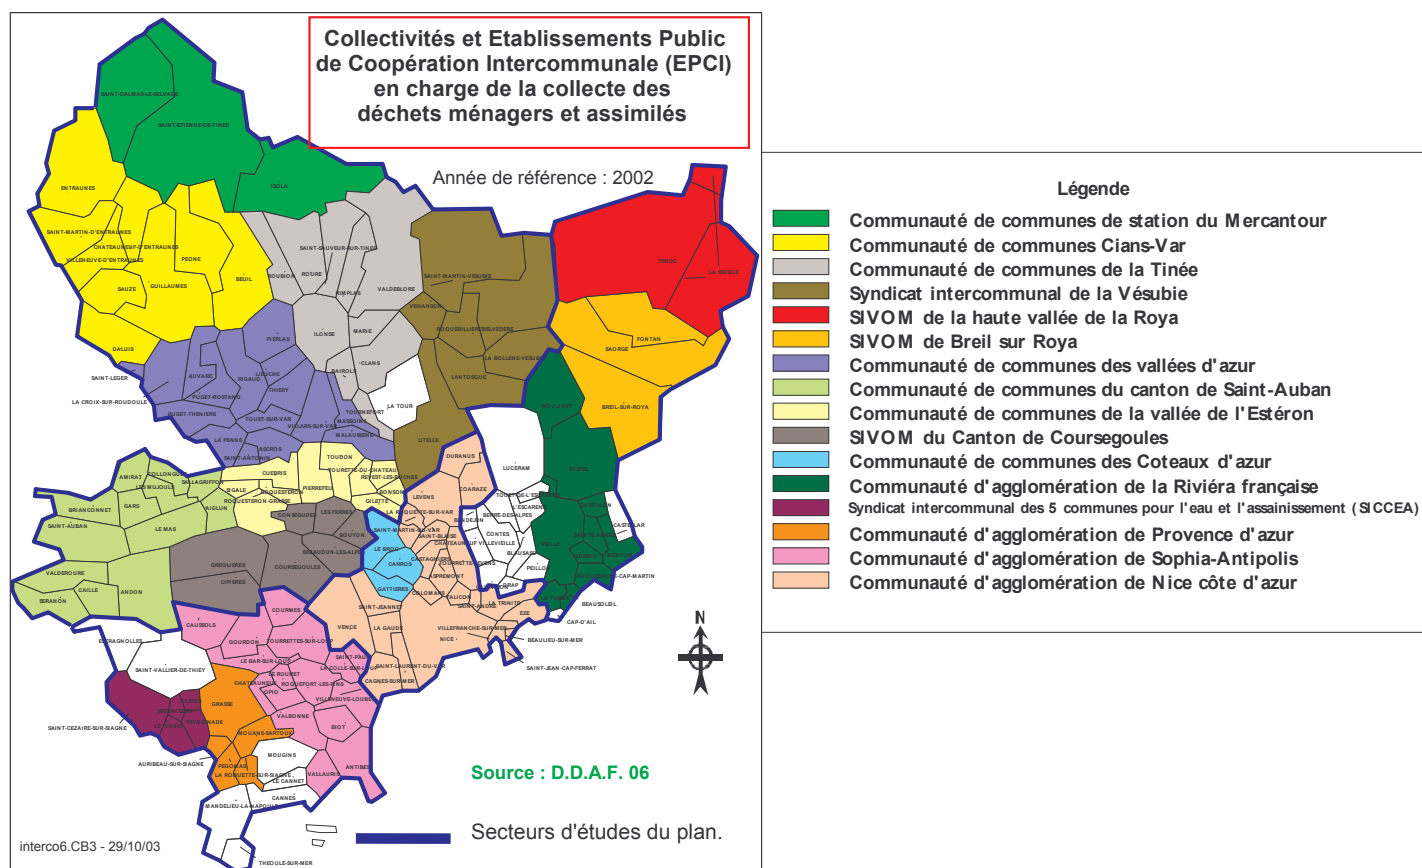 Collectivités et Etablissements Public
de Coopération Intercommunale (EPCI)
en charge de la collecte des
déchets ménagers et assimilés
Année de référence : 2002
SAINT-DALMAS-LE-SELVAGE
SAINT-ETIENNE-DE-TINEE
ISOLA
ENTRAUNES
SAINT-MARTIN-D'ENTRAUNES
CHATEAUNEUF-D'ENTRAUNES
VILLENEUVE-D'ENTRAUNES
PEONE
SAUZE
GUILLAUMES
BEUIL
DALUIS
ROUBION
ROURE
SAINT-SAUVEUR-SUR-TINEE
RIMPLAS
VALDEBLORE
ILONSE
MARIE
CLANS
BAIROLS
TOURNEFORT
LA TOUR
SAINT-MARTIN-VESUBIE
VENANSON
ROQUEBILLIERE
BELVEDERE
LA BOLLENE-VESUBIE
LANTOSQUE
UTELLE
TENDE
LA BRIGUE
FONTAN
SAORGE
BREIL-SUR-ROYA
SAINT-LEGER
LA CROIX-SUR-ROUDOULE
AUVARE
PUGET-ROSTANG
RIGAUD
LIEUCHE
PIERLAS
THIERY
PUGET-THENIERS
TOUET-SUR-VAR
VILLARS-SUR-VAR
MASSOINS
MALAUSSENE
LA PENNE
ASCROS
SAINT-ANTONIN
AMIRAT
COLLONGUES
LES MUJOULS
SALLAGRIFFON
BRIANCONNET
GARS
SAINT-AUBAN
LE MAS
AIGLUN
VALDEROURE
CAILLE
SERANON
ANDON
CUEBRIS
SIGALE
ROQUESTERON
ROQUESTERON-GRASSE
PIERREFEU
TOUDON
TOURETTE-DU-CHATEAU
REVEST-LES-ROCHES
BONSON
GILETTE
CONSEGUDES
LES FERRES
BOUYON
BEZAUDUN-LES-ALPES
COURSEGOULES
GREOLIERES
CIPIERES
LE BROC
CARROS
GATTIERES
DURANUS
COARAZE
LEVENS
LA ROQUETTE-SUR-VAR
SAINT-MARTIN-DU-VAR
SAINT-BLAISE
CASTAGNIERS
ASPREMONT
COLOMARS
FALICON
SAINT-ANDRE
LA TRINITE
EZE
VILLEFRANCHE-SUR-MER
NICE
BEAULIEU-SUR-MER
SAINT-JEAN-CAP-FERRAT
CAP-D'AIL
BEAUSOLEIL
LUCERAM
L'ESCARENE
BERRE-DES-ALPES
BENDEJUN
CONTES
CHATEAUNEUF VILLEVIEILLE
BLAUSASC
PEILLON
PEILLE
SOSPEL
CASTELLAR
SAINT-JEANNET
VENCE
LA GAUDE
SAINT-LAURENT-DU-VAR
CAGNES-SUR-MER
COURMES
CAUSSOLS
GOURDON
TOURRETTES-SUR-LOUP
LE BAR-SUR-LOUP
SAINT-PAUL
LA COLLE-SUR-LOUP
CHATEAUNEUF
LE ROURET
ROQUEFORT-LES-PINS
OPIO
VILLENEUVE-LOUBET
VALBONNE
BIOT
VALLAURIS
ANTIBES
ESCRAGNOLLES
SAINT-VALLIER-DE-THIEY
SAINT-CEZAIRE-SUR-SIAGNE
PEYMEINADE
GRASSE
MOUANS-SARTOUX
AURIBEAU-SUR-SIAGNE
PEGOMAS
LA ROQUETTE-SUR-SIAGNE
MOUGINS
LE CANNET
CANNES
MANDELIEU-LA-NAPOULE
THEOULE-SUR-MER
N
Source : D.D.A.F. 06
Secteurs d'études du plan.
interco6.CB3 - 29/10/03
Légende
Communauté de communes de station du Mercantour
Communauté de communes Cians-Var
Communauté de communes de la Tinée
Syndicat intercommunal de la Vésubie
SIVOM de la haute vallée de la Roya
SIVOM de Breil sur Roya
Communauté de communes des vallées d'azur
Communauté de communes du canton de Saint-Auban
Communauté de communes de la vallée de l'Estéron
SIVOM du Canton de Coursegoules
Communauté de communes des Coteaux d'azur
Communauté d'agglomération de la Riviéra française
Syndicat intercommunal des 5 communes pour l'eau et l'assainissement (SICCEA)
Communauté d'agglomération de Provence d'azur
Communauté d'agglomération de Sophia-Antipolis
Communauté d'agglomération de Nice côte d'azur